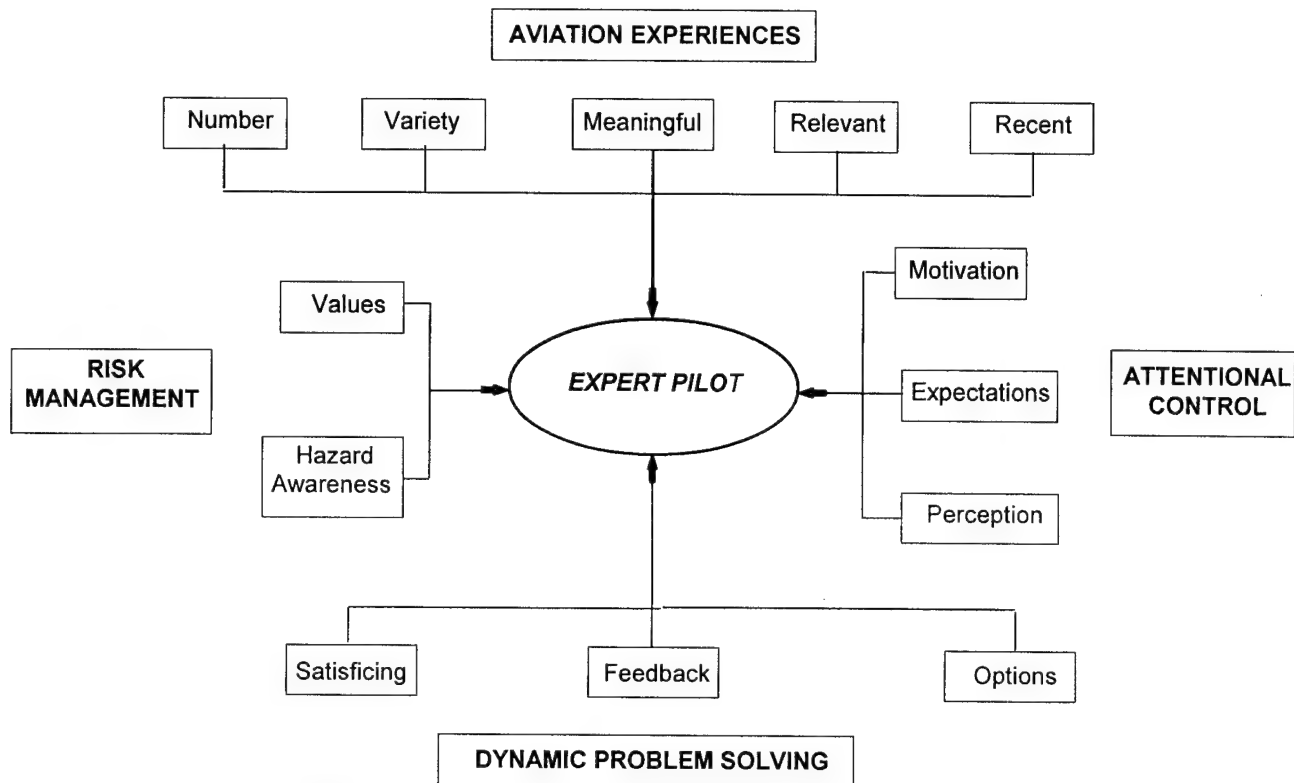 AVIATION EXPERIENCES
Number
Variety
Meaningful
Relevant
Recent
Motivation
Values
RISK
MANAGEMENT
EXPERT PILOT
Expectations
ATTENTIONAL
CONTROL
Hazard
Awareness
Perception
Satisficing
Feedback
Options
DYNAMIC PROBLEM SOLVING